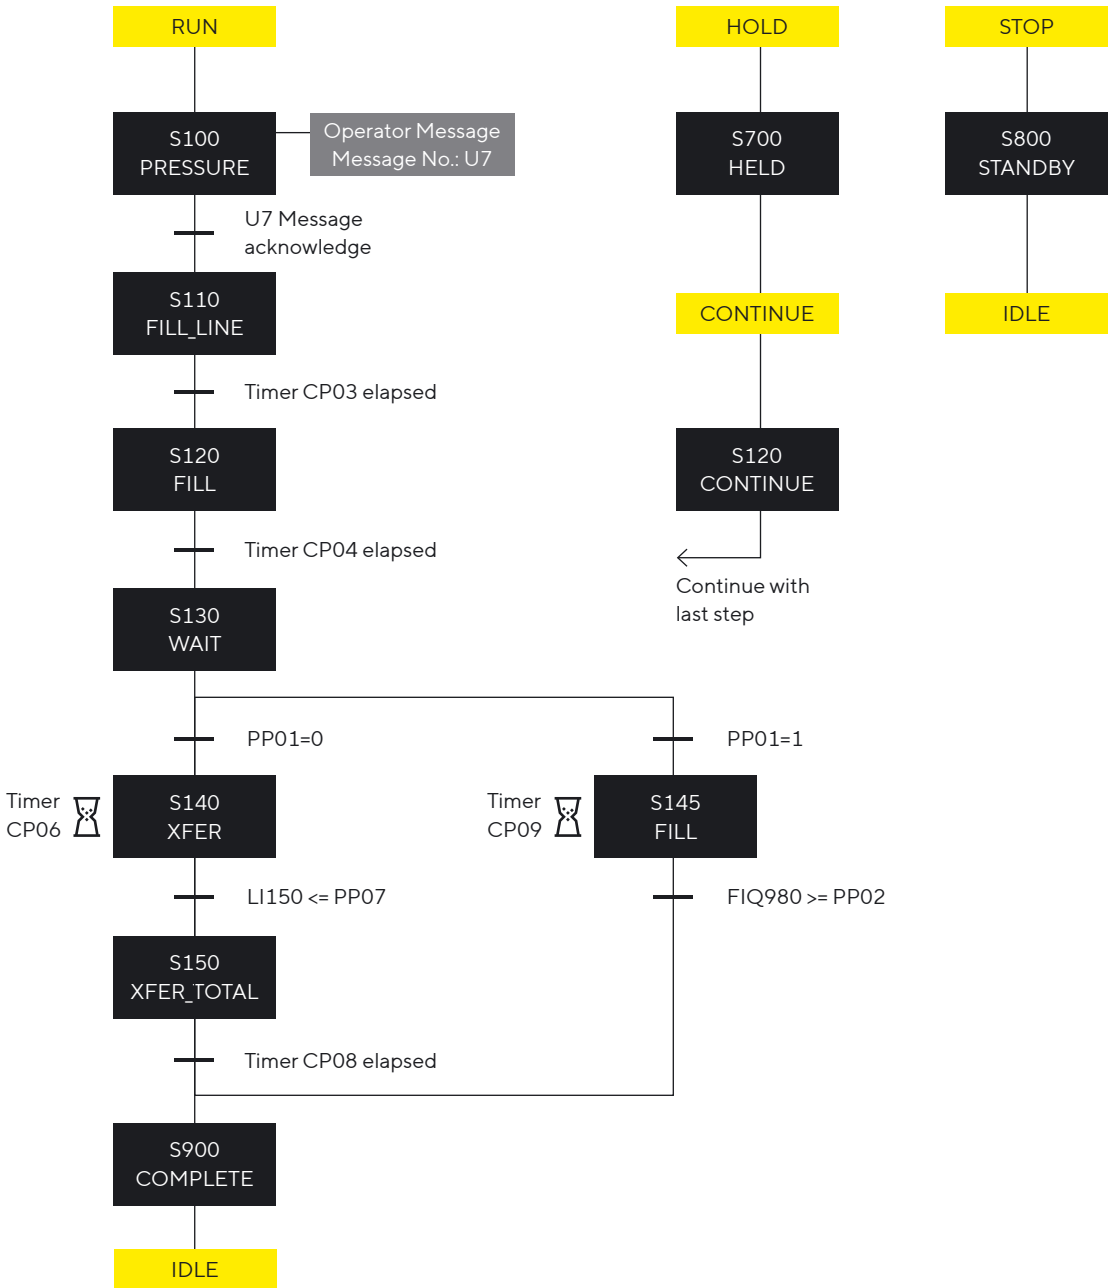 RUN
HOLD
STOP
S100
PRESSURE
Operator Message
Message No.: U7
S700
HELD
S800
STANDBY
U7 Message
acknowledge
S110
FILL_LINE
CONTINUE
IDLE
Timer CP03 elapsed
S120
FILL
S120
CONTINUE
Timer CP04 elapsed
Continue with
last step
S130
WAIT
PP01=0
PP01=1
Timer
CP06
S140
XFER
Timer
CP09
S145
FILL
LI150 <= PP07
FIQ980 >= PP02
S150
XFER_TOTAL
Timer CP08 elapsed
S900
COMPLETE
IDLE